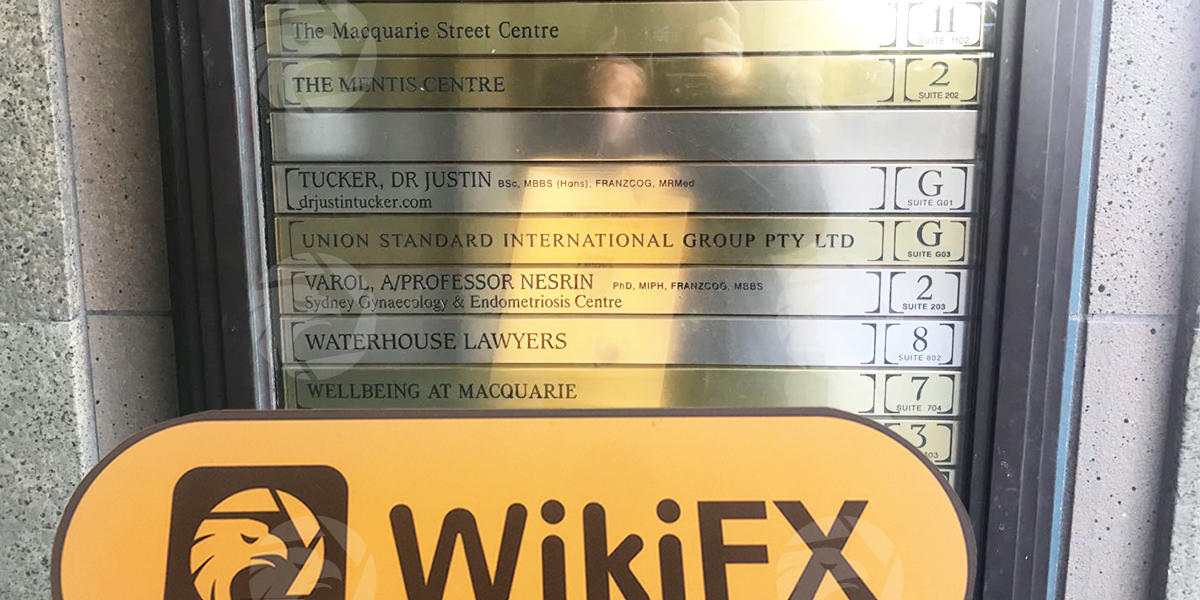 The Macquarie Street Centre
11
SUITE 1102
THE MENTIS CENTRE
2
SUITE 202
TUCKER, DR JUSTIN BSc, MBBS (Hons), FRANZCOG, MRMed
drjustintucker.com
G
SUITE G01
UNION STANDARD INTERNATIONAL GROUP PTY LTD
G
SUITE G03
VAROL, A/PROFESSOR NESRIN PhD, MIPH, FRANZCOG, MBBS
Sydney Gynaecology & Endometriosis Centre
2
SUITE 203
WATERHOUSE LAWYERS
8
SUITE 802
WELLBEING AT MACQUARIE
7
SUITE 704
3
WikiFX